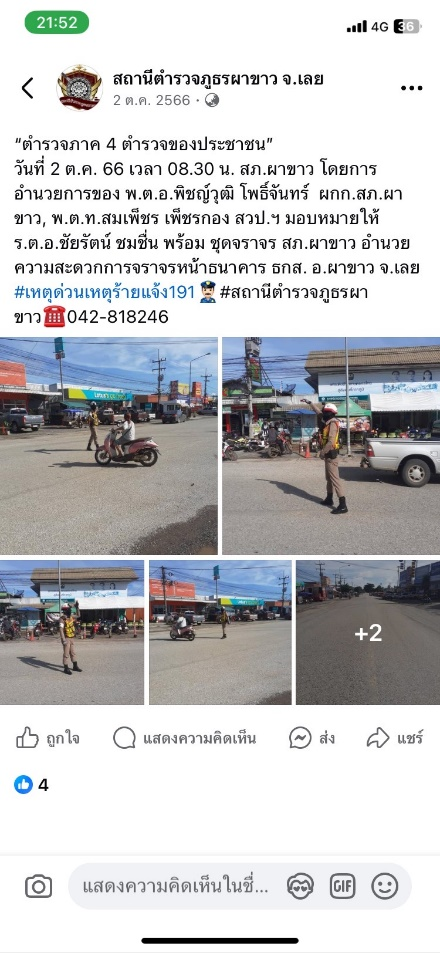 21:52
4G
36
สถานีตำรวจภูธรผาขาว จ.เลย
2 ต.ค. 2566
“ตำรวจภาค 4 ตำรวจของประชาชน”
วันที่ 2 ต.ค. 66 เวลา 08.30 น. สภ.ผาขาว โดยการ
อำนวยการของ พ.ต.อ.พิชญ์วุฒิ โพธิ์จันทร์ ผกก.สภ.ผา
ขาว, พ.ต.ท.สมเพ็ชร เพ็ชรกอง สวป.ฯ มอบหมายให้
ร.ต.อ.ชัยรัตน์ ชมชื่น พร้อม ชุดจราจร สภ.ผาขาว อำนวย
ความสะดวกการจราจรหน้าธนาคาร ธกส. อ.ผาขาว จ.เลย
#เหตุด่วนเหตุร้ายแจ้ง191👮🏻#สถานีตำรวจภูธรผา
ขาว☎️042-818246
+2
ถูกใจ
แสดงความคิดเห็น
ส่ง
แชร์
4
แสดงความคิดเห็นในชื่...
GIF